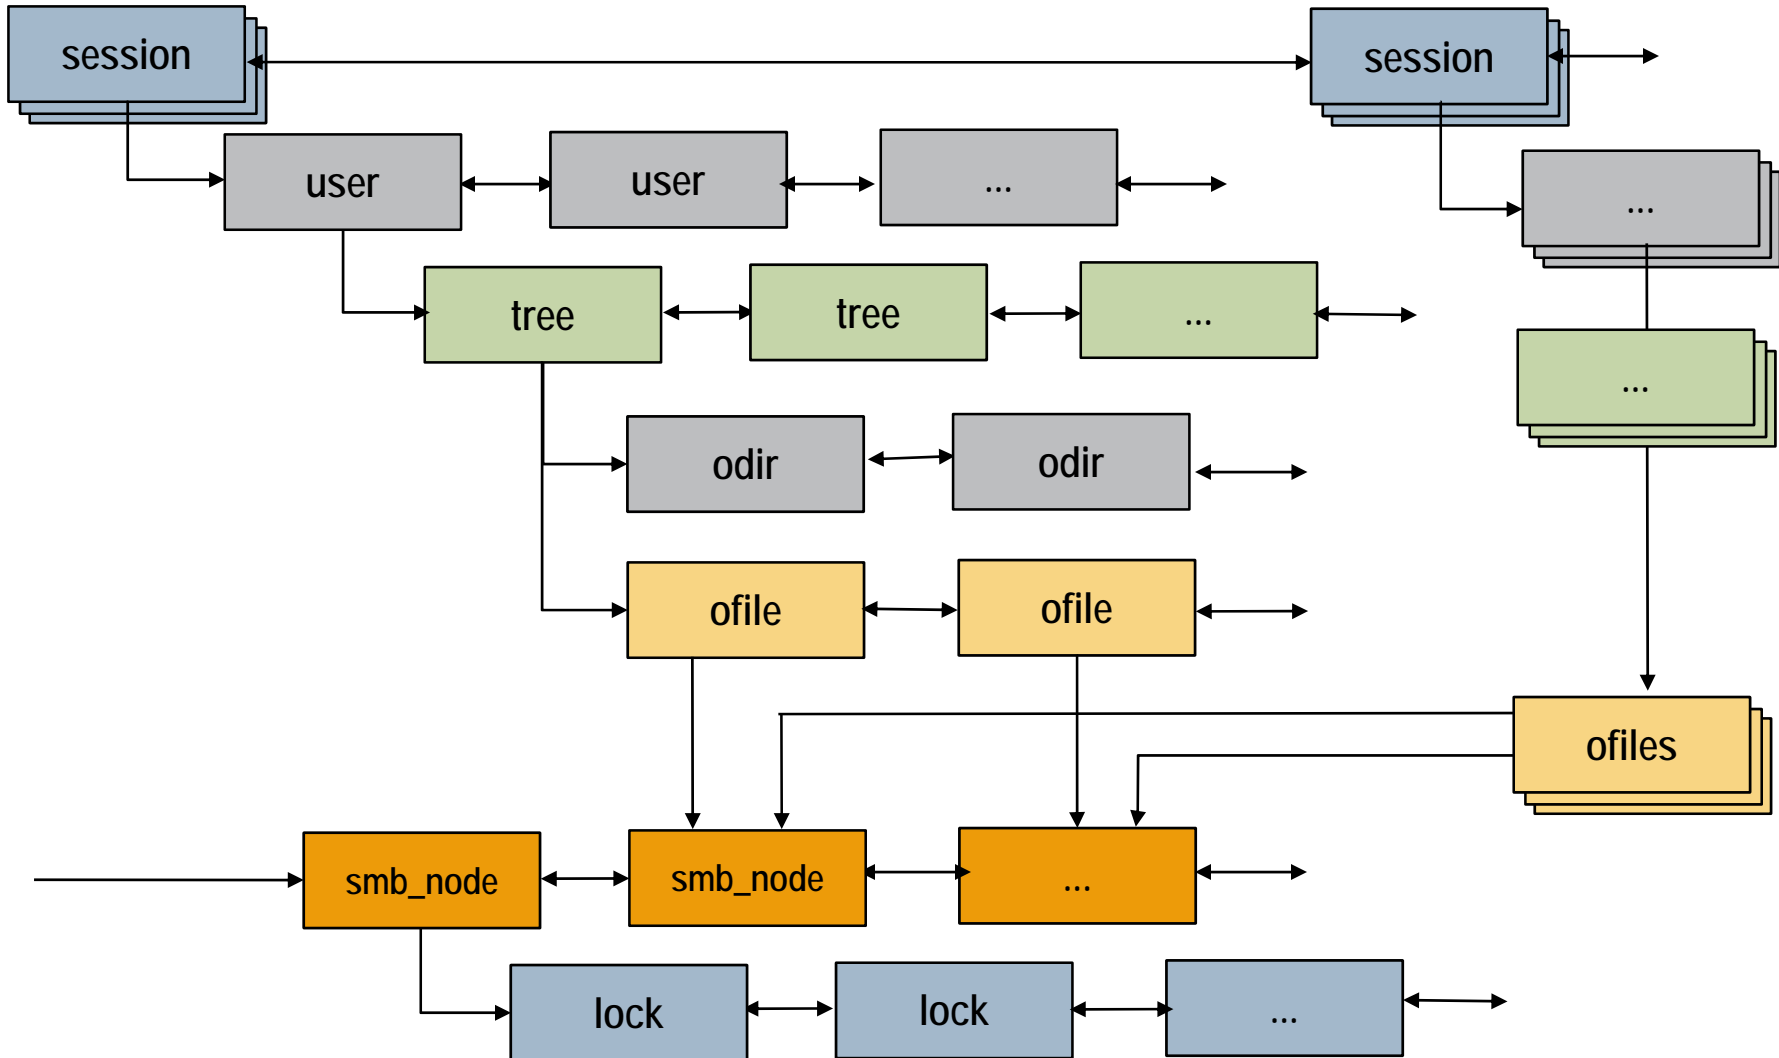 session
session
user
user
...
...
tree
tree
...
...
odir
odir
ofile
ofile
ofiles
smb_node
smb_node
...
lock
lock
...